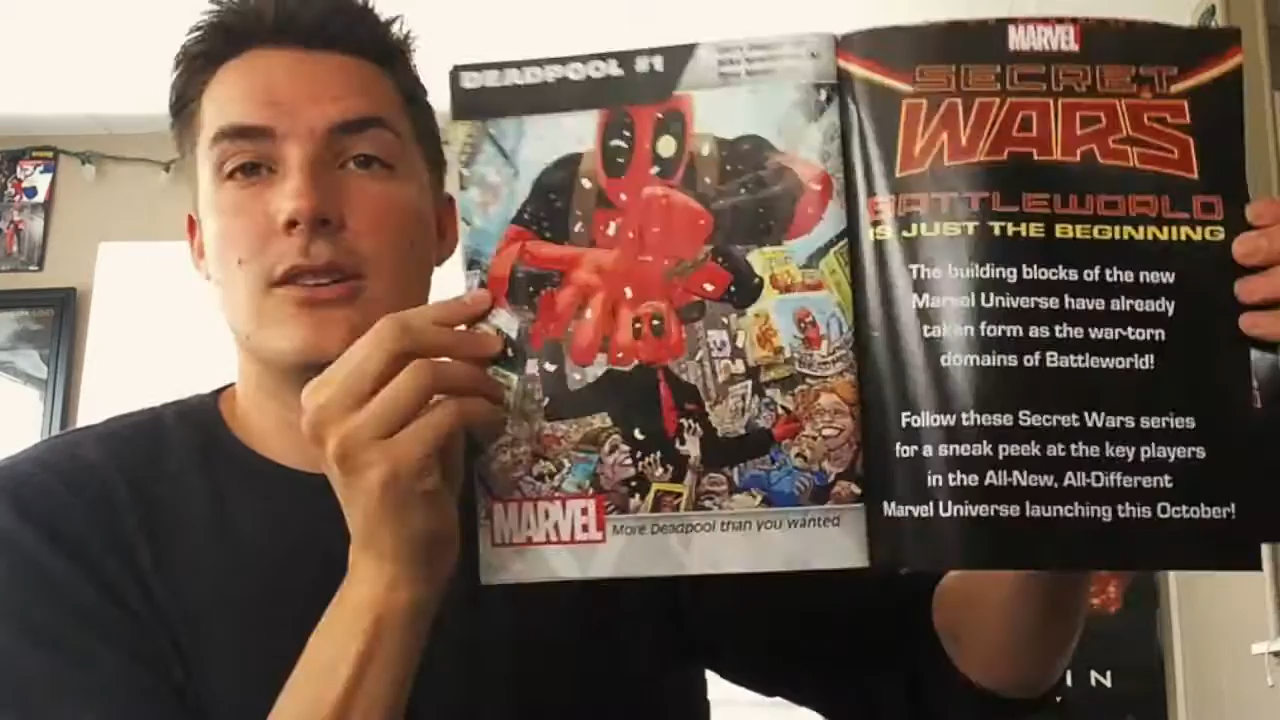 DEADPOOL #1
MARVEL
More Deadpool than you wanted
MARVEL
SECRET
WARS
BATTLEWORLD
IS JUST THE BEGINNING
The building blocks of the new
Marvel Universe have already
taken form as the war-torn
domains of Battleworld!
Follow these Secret Wars series
for a sneak peek at the key players
in the All-New, All-Different
Marvel Universe launching this October!
IN